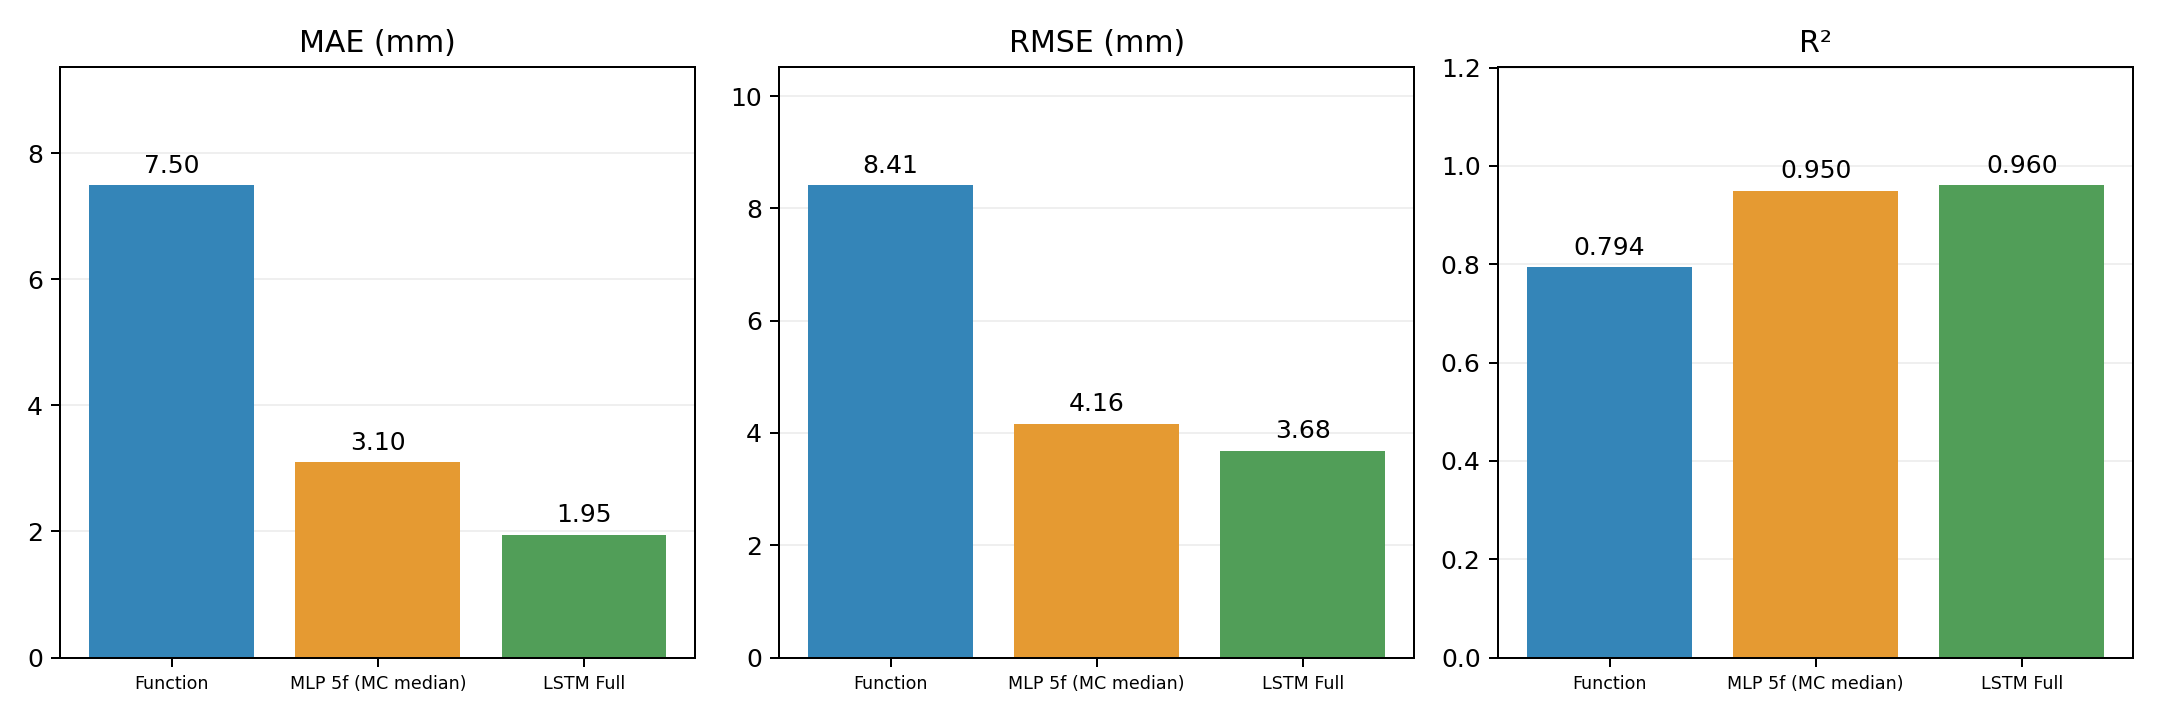 MAE (mm)
8
6
4
2
0
7.50
3.10
1.95
Function
MLP 5f (MC median)
LSTM Full
RMSE (mm)
10
8
6
4
2
0
8.41
4.16
3.68
Function
MLP 5f (MC median)
LSTM Full
R²
1.2
1.0
0.8
0.6
0.4
0.2
0.0
0.794
0.950
0.960
Function
MLP 5f (MC median)
LSTM Full